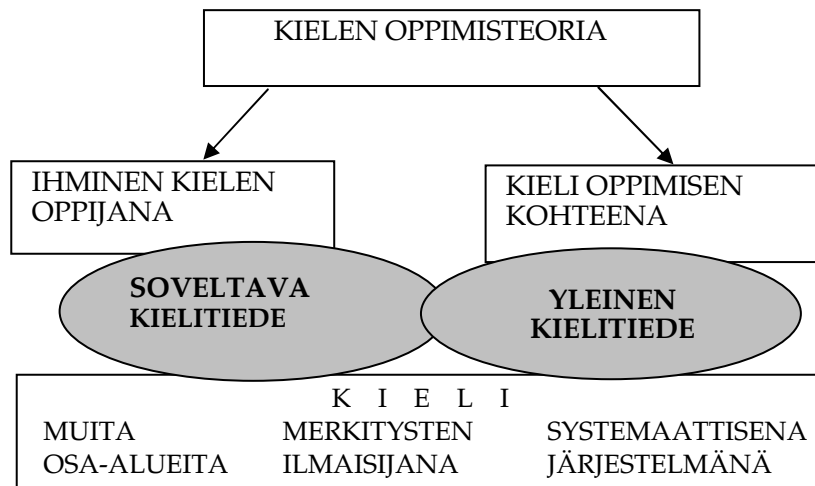 KIELEN OPPIMISTEORIA
IHMINEN KIELEN
OPPIJANA
KIELI OPPIMISEN
KOHTEENA
SOVELTAVA
KIELITIEDE
YLEINEN
KIELITIEDE
K I E L I
MUITA MERKITYSTEN SYSTEMAATTISENA
OSA-ALUEITA ILMAISIJANA JÄRJESTELMÄNÄ